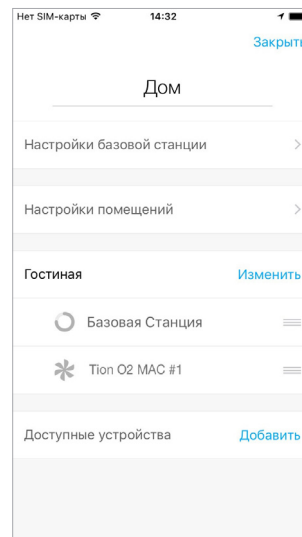 Нет SIM-карты 14:32
Закрыть
Дом
Настройки базовой станции
Настройки помещений
Гостиная Изменить
Базовая Станция
Tion O2 MAC #1
Доступные устройства Добавить